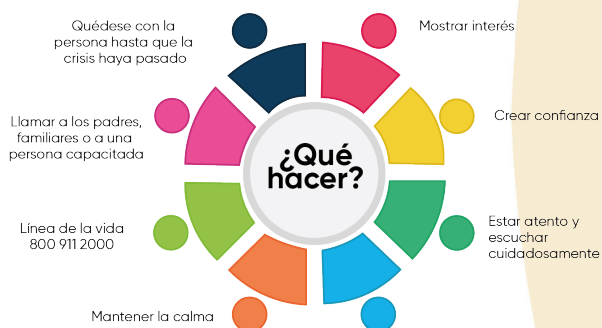 Quédese con la
persona hasta que la
crisis haya pasado
Mostrar interés
Llamar a los padres,
familiares o a una
persona capacitada
Crear confianza
¿Qué
hacer?
Línea de la vida
800 911 2000
Estar atento y
escuchar
cuidadosamente
Mantener la calma